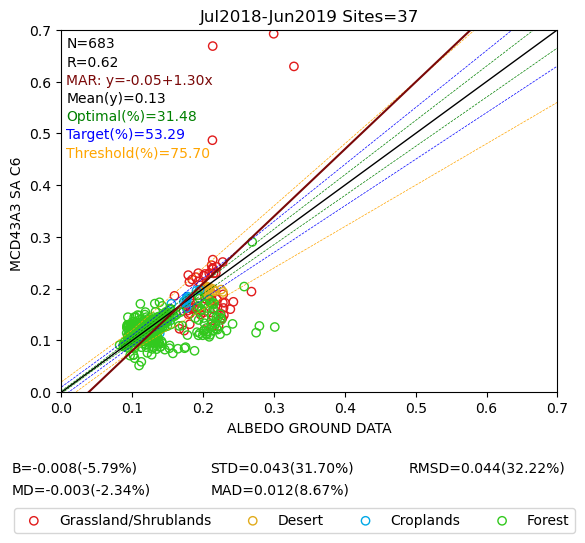 Jul2018-Jun2019 Sites=37
N=683
R=0.62
MAR: y=-0.05+1.30x
Mean(y)=0.13
Optimal(%)=31.48
Target(%)=53.29
Threshold(%)=75.70
MCD43A3 SA C6
0.7
0.6
0.5
0.4
0.3
0.2
0.1
0.0
0.0 0.1 0.2 0.3 0.4 0.5 0.6 0.7
ALBEDO GROUND DATA
B=-0.008(-5.79%) STD=0.043(31.70%) RMSD=0.044(32.22%)
MD=-0.003(-2.34%) MAD=0.012(8.67%)
Grassland/Shrublands Desert Croplands Forest